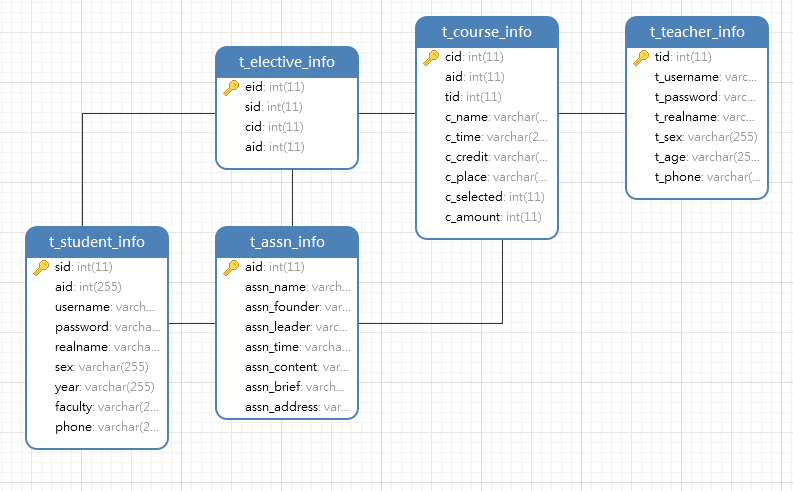 t_elective_info
eid: int(11)
sid: int(11)
cid: int(11)
aid: int(11)
t_course_info
cid: int(11)
aid: int(11)
tid: int(11)
c_name: varchar(...
c_time: varchar(2...
c_credit: varchar(...
c_place: varchar(...
c_selected: int(11)
c_amount: int(11)
t_teacher_info
tid: int(11)
t_username: varc...
t_password: varc...
t_realname: varc...
t_sex: varchar(255)
t_age: varchar(25...
t_phone: varchar(...
t_student_info
sid: int(11)
aid: int(255)
username: varch...
password: varcha...
realname: varcha...
sex: varchar(255)
year: varchar(255)
faculty: varchar(2...
phone: varchar(2...
t_assn_info
aid: int(11)
assn_name: varch...
assn_founder: var...
assn_leader: varc...
assn_time: varcha...
assn_content: var...
assn_brief: varch...
assn_address: var...